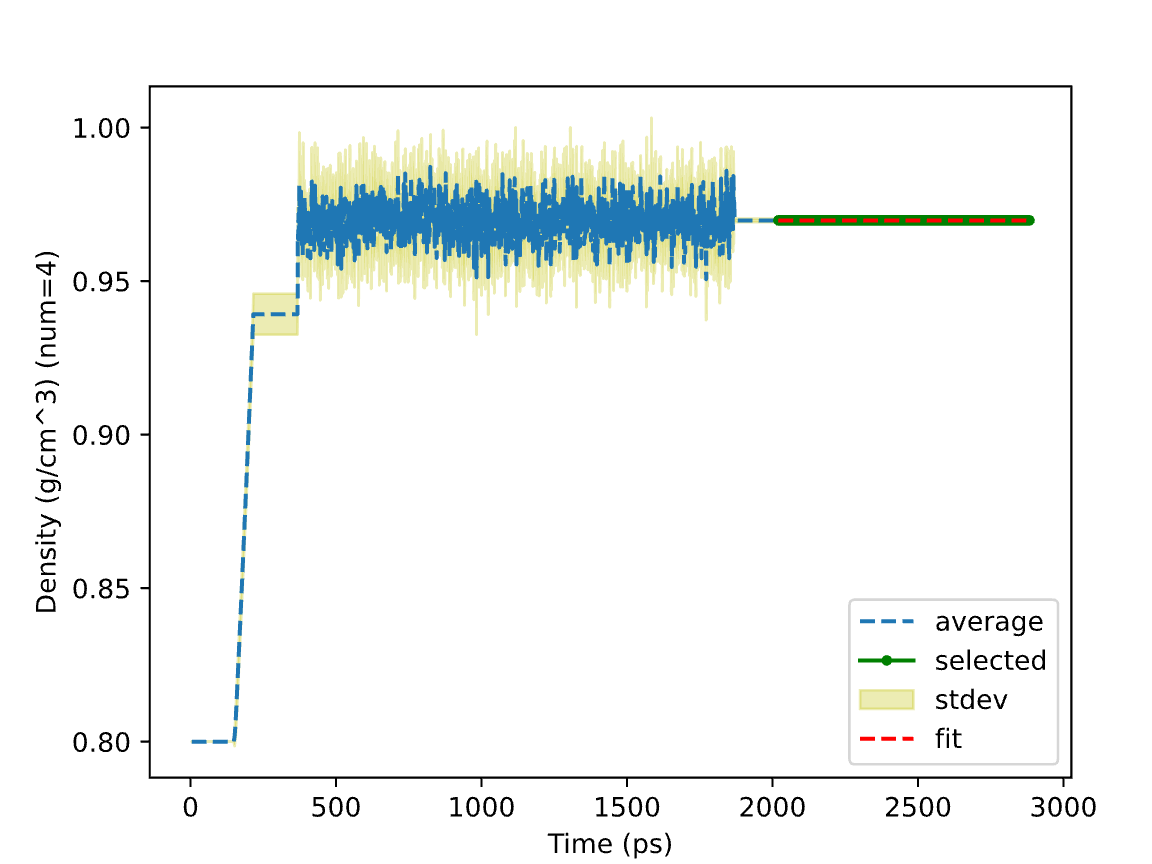 1.00
0.95
0.90
0.85
0.80
Density (g/cm^3) (num=4)
average
selected
stdev
fit
0 500 1000 1500 2000 2500 3000
Time (ps)